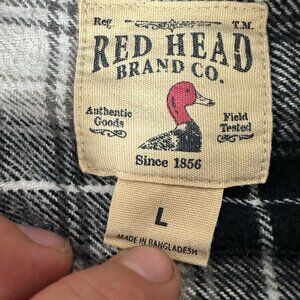 Reg. T.M.
RED HEAD
BRAND CO.
Authentic Goods
Field Tested
Since 1856
L
MADE IN BANGLADESH